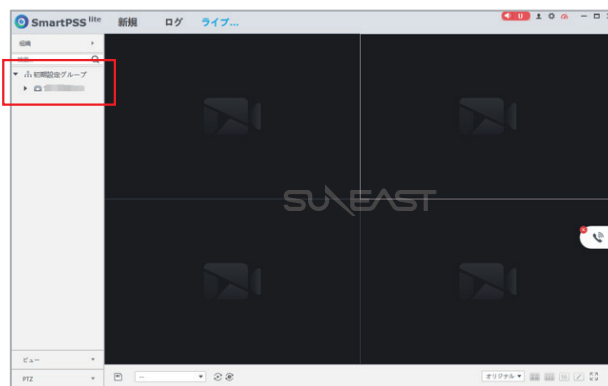 SmartPSS lite 新規 ログ ライブ...
組織
初期設定グループ
SUNEAST
ビュー
PTZ
--
オリジナル